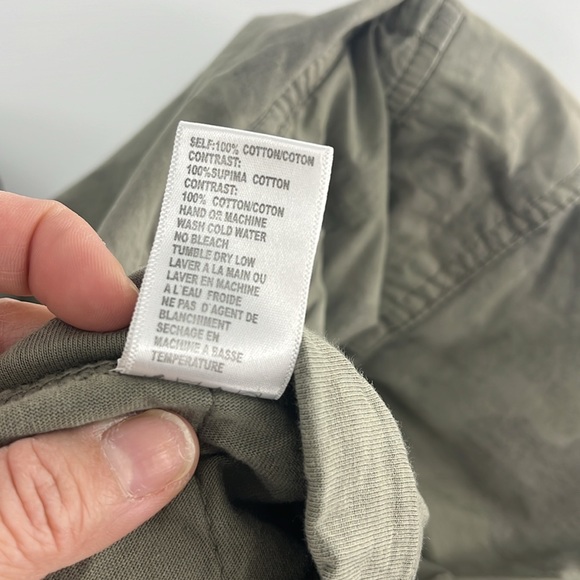 SELF:100% COTTON/COTON
CONTRAST:
100%SUPIMA COTTON
CONTRAST:
100% COTTON/COTON
HAND OR MACHINE
WASH COLD WATER
NO BLEACH
TUMBLE DRY LOW
LAVER A LA MAIN OU
LAVER EN MACHINE
A L'EAU FROIDE
NE PAS D'AGENT DE
BLANCHIMENT
SECHAGE EN
MACHINE A BASSE
TEMPERATURE